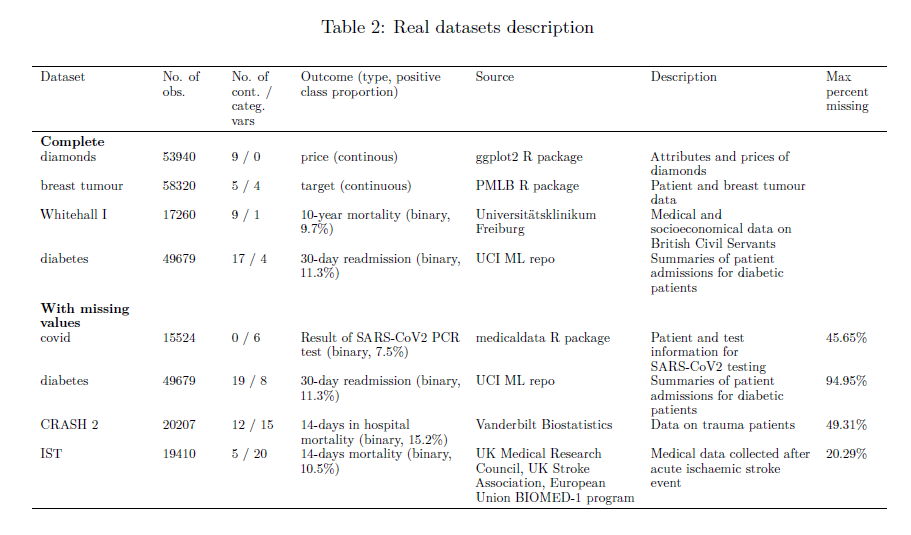 Table 2: Real datasets description
Dataset No. of obs. No. of cont. / categ. vars Outcome (type, positive class proportion) Source Description Max percent missing
Complete
diamonds 53940 9 / 0 price (continous) ggplot2 R package Attributes and prices of diamonds
breast tumour 58320 5 / 4 target (continuous) PMLB R package Patient and breast tumour data
Whitehall I 17260 9 / 1 10-year mortality (binary, 9.7%) Universitätsklinikum Freiburg Medical and socioeconomical data on British Civil Servants
diabetes 49679 17 / 4 30-day readmission (binary, 11.3%) UCI ML repo Summaries of patient admissions for diabetic patients
With missing values
covid 15524 0 / 6 Result of SARS-CoV2 PCR test (binary, 7.5%) medicaldata R package Patient and test information for SARS-CoV2 testing 45.65%
diabetes 49679 19 / 8 30-day readmission (binary, 11.3%) UCI ML repo Summaries of patient admissions for diabetic patients 94.95%
CRASH 2 20207 12 / 15 14-days in hospital mortality (binary, 15.2%) Vanderbilt Biostatistics Data on trauma patients 49.31%
IST 19410 5 / 20 14-days mortality (binary, 10.5%) UK Medical Research Council, UK Stroke Association, European Union BIOMED-1 program Medical data collected after acute ischaemic stroke event 20.29%